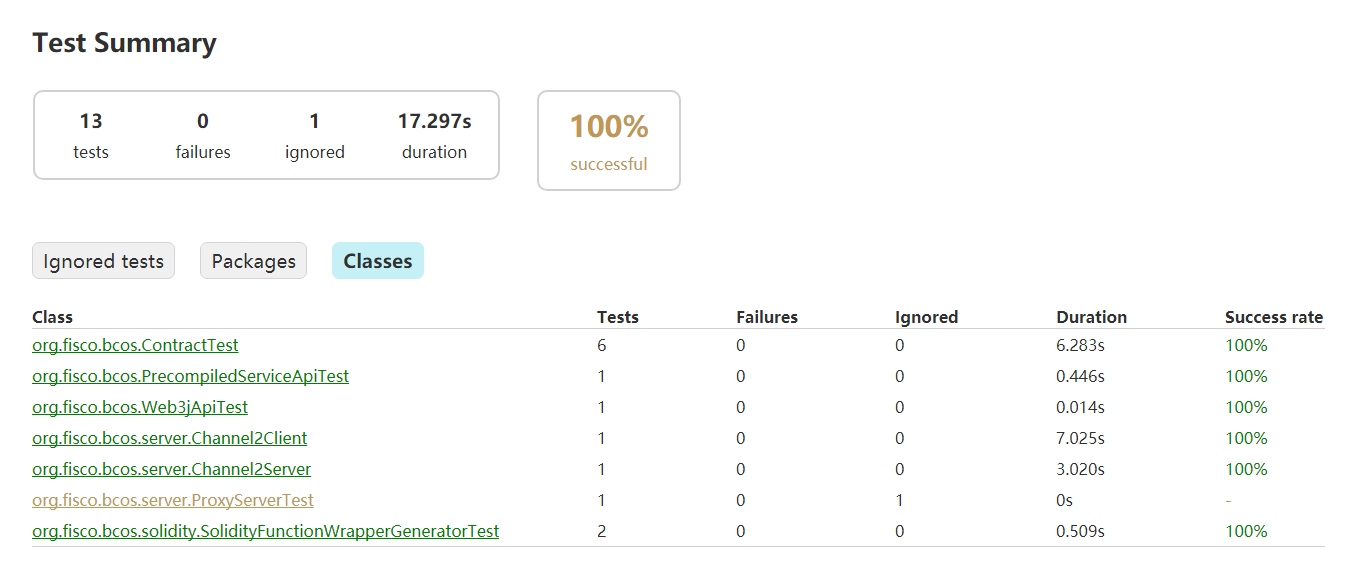 Test Summary
13 0 1 17.297s 100%
tests failures ignored duration successful
Ignored tests Packages Classes
Class Tests Failures Ignored Duration Success rate
org.fisco.bcos.ContractTest 6 0 0 6.283s 100%
org.fisco.bcos.PrecompiledServiceApiTest 1 0 0 0.446s 100%
org.fisco.bcos.Web3jApiTest 1 0 0 0.014s 100%
org.fisco.bcos.server.Channel2Client 1 0 0 7.025s 100%
org.fisco.bcos.server.Channel2Server 1 0 0 3.020s 100%
org.fisco.bcos.server.ProxyServerTest 1 0 1 0s -
org.fisco.bcos.solidity.SolidityFunctionWrapperGeneratorTest 2 0 0 0.509s 100%